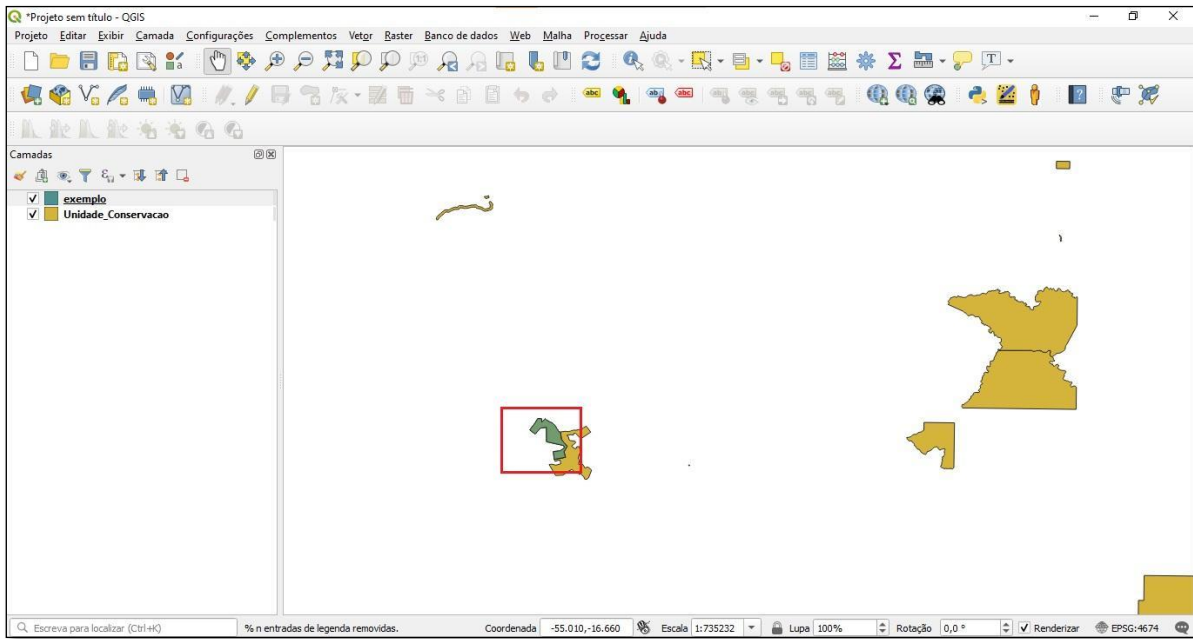 *Projeto sem título - QGIS
Projeto Editar Exibir Camada Configurações Complementos Vetor Raster Banco de dados Web Malha Processar Ajuda
Camadas
exemplo
Unidade_Conservacao
Escreva para localizar (Ctrl+K) % n entradas de legenda removidas. Coordenada -55.010,-16.660 Escala 1:735232 Lupa 100% Rotação 0,0 ° Renderizar EPSG:4674